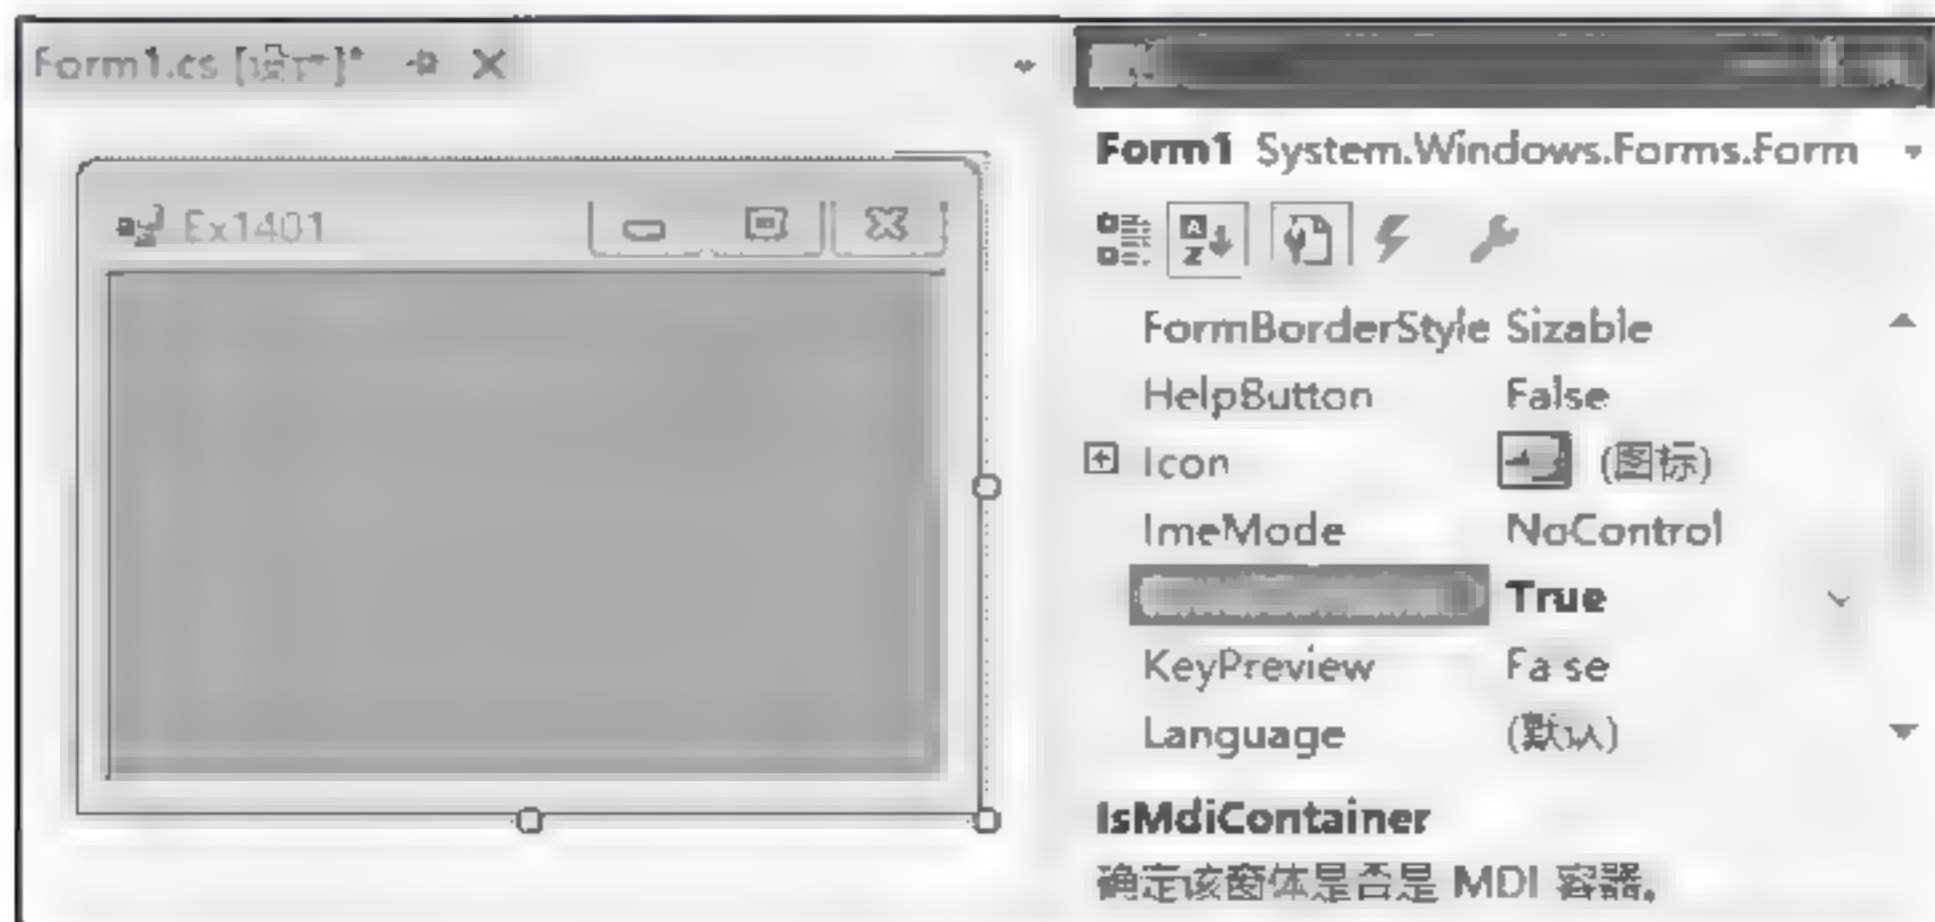 Form1.cs [设计]*
Ex1401
Form1 System.Windows.Forms.Form
FormBorderStyle Sizable
HelpButton False
Icon (图标)
ImeMode NoControl
True
KeyPreview False
Language (默认)
IsMdiContainer
确定该窗体是否是 MDI 容器。